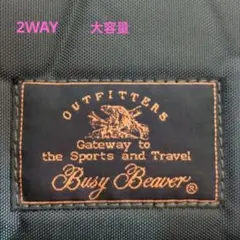 2WAY 大容量
OUTFITTERS
Gateway to
the Sports and Travel
Busy Beaver®